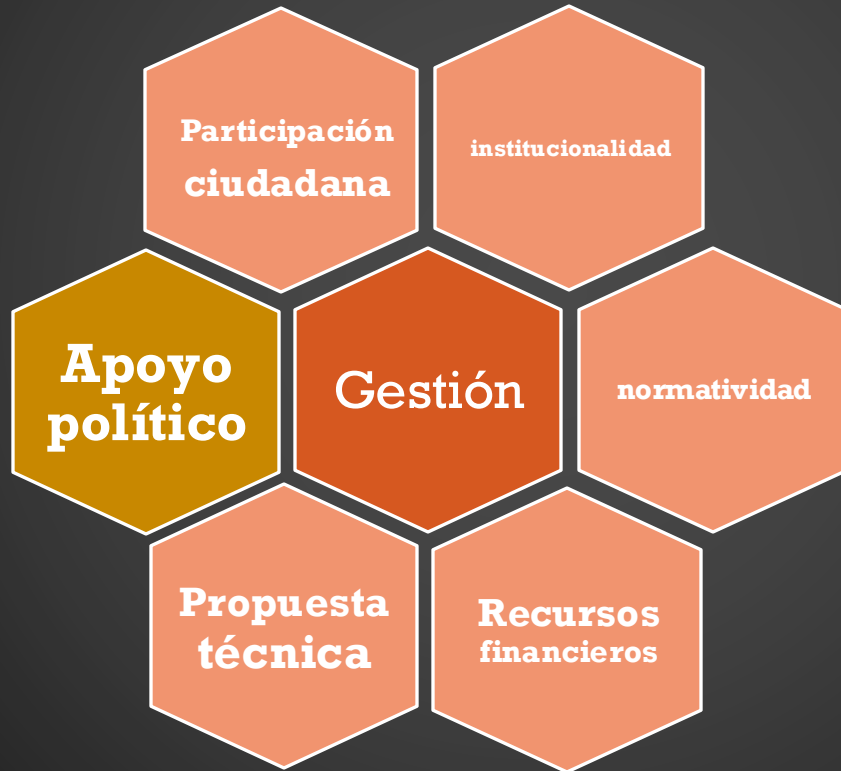 Participación
ciudadana
institucionalidad
Apoyo
político
Gestión
normatividad
Propuesta
técnica
Recursos
financieros